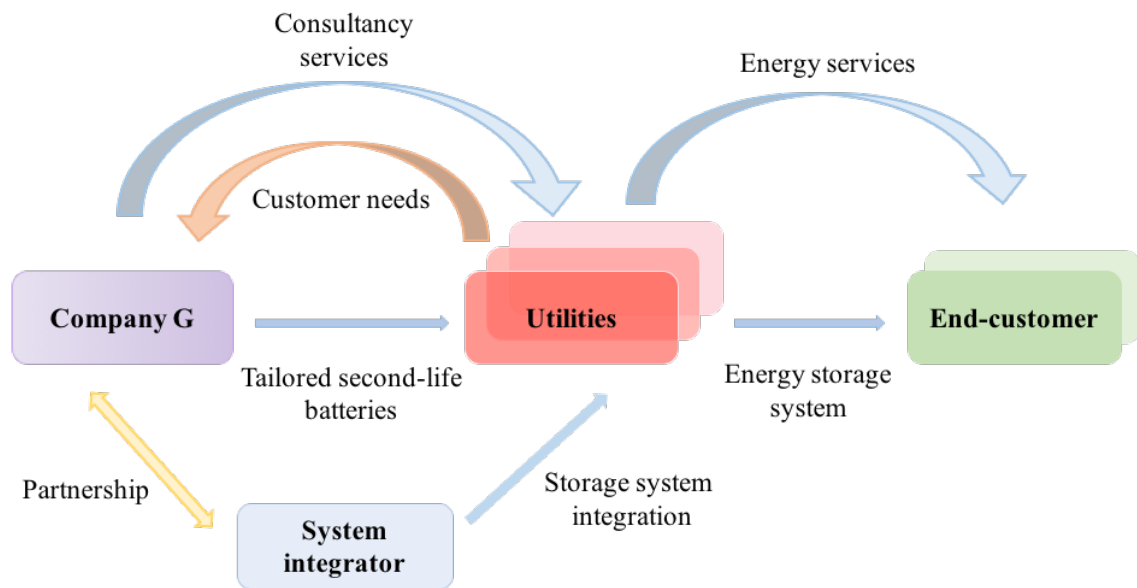 Consultancy
services
Energy services
Customer needs
Company G
Utilities
End-customer
Tailored second-life
batteries
Energy storage
system
Partnership
Storage system
integration
System
integrator